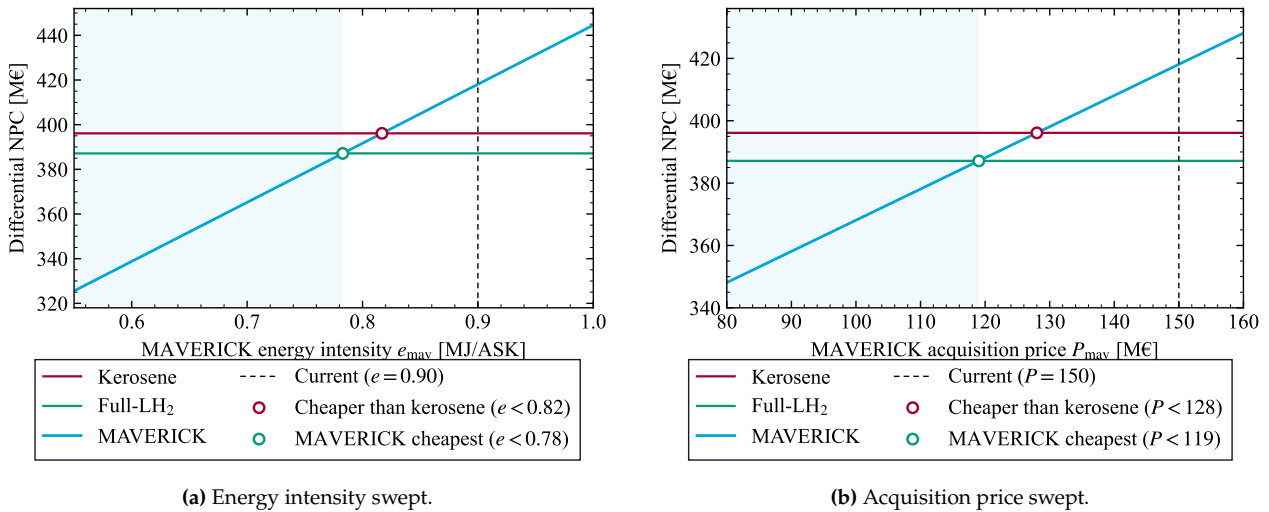 Differential NPC [M€]
440
420
400
380
360
340
320
0.6 0.7 0.8 0.9 1.0
MAVERICK energy intensity e_mav [MJ/ASK]
Kerosene
Full-LH₂
MAVERICK
Current (e = 0.90)
Cheaper than kerosene (e < 0.82)
MAVERICK cheapest (e < 0.78)
(a) Energy intensity swept.
Differential NPC [M€]
420
400
380
360
340
80 90 100 110 120 130 140 150 160
MAVERICK acquisition price P_mav [M€]
Kerosene
Full-LH₂
MAVERICK
Current (P = 150)
Cheaper than kerosene (P < 128)
MAVERICK cheapest (P < 119)
(b) Acquisition price swept.